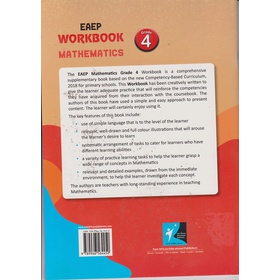 EAEP
WORKBOOK
MATHEMATICS
Grade
4
The EAEP Mathematics Grade 4 Workbook is a comprehensive
supplementary book based on the new Competency-Based Curriculum,
2018 for primary schools. This Workbook has been creatively written to
give the learner adequate practice that will reinforce the competencies
they have acquired from their interaction with the coursebook. The
authors of this book have used a simple and easy approach to present
content. The learner will certainly enjoy using it.
The key features of this book include:
use of simple language that is to the level of the learner
relevant, well-drawn and full colour illustrations that will arouse
the learner's desire to learn
systematic arrangement of tasks to cater for learners who have
different learning abilities
a variety of practice learning tasks to help the learner grasp a
wide range of concepts in Mathematics
relevant and detailed examples, drawn from the immediate
environment, to help the learner investigate each concept.
The authors are teachers with long-standing experience in teaching
Mathematics.
East African Educational Publishers